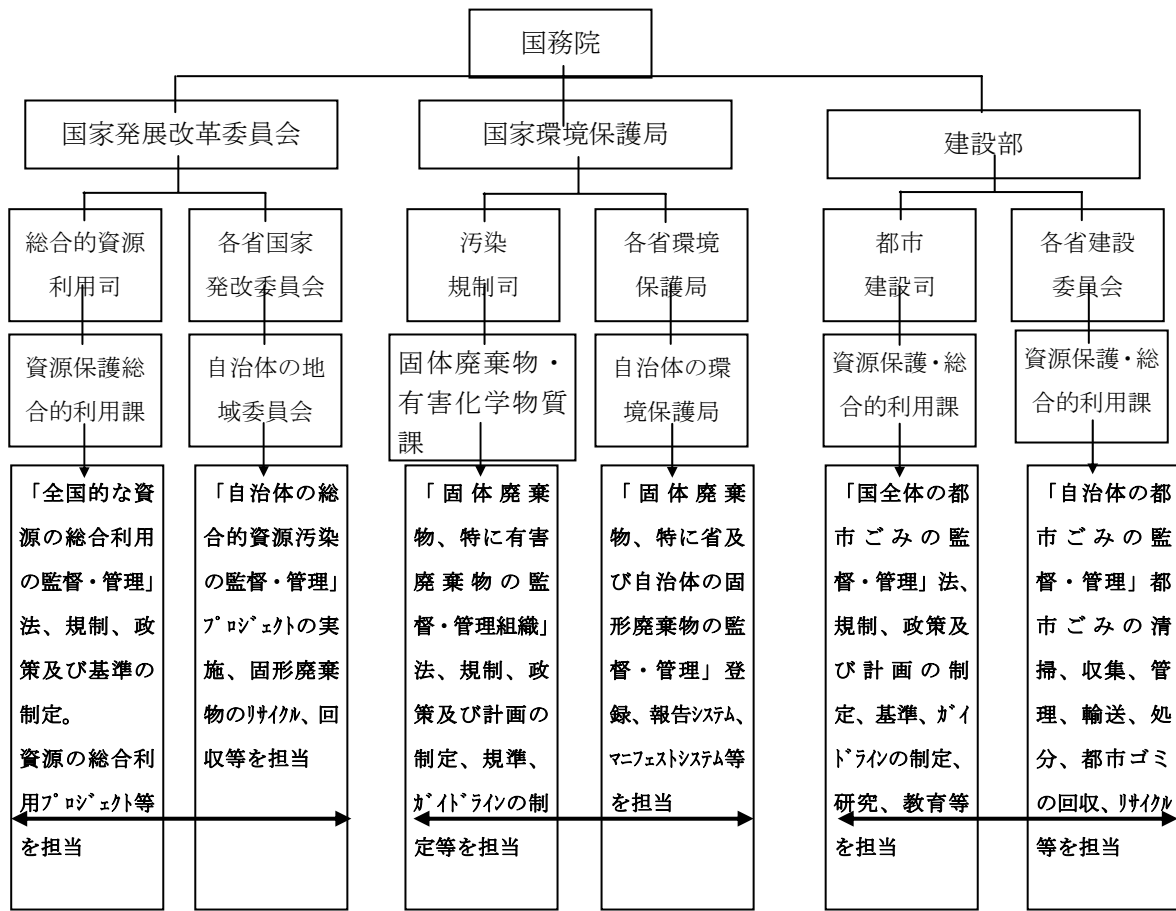 国務院
国家発展改革委員会
国家環境保護局
建設部
総合的資源
利用司
各省国家
発改委員会
汚染
規制司
各省環境
保護局
都市
建設司
各省建設
委員会
資源保護総
合的利用課
自治体の地
域委員会
固体廃棄物・
有害化学物質
課
自治体の環
境保護局
資源保護・総
合的利用課
資源保護・総
合的利用課
「全国的な資
源の総合利用
の監督・管理」
法、規制、政
策及び基準の
制定。
資源の総合利
用ﾌﾟﾛｼﾞｪｸﾄ等
を担当
「自治体の総
合的資源汚染
の監督・管理」
ﾌﾟﾛｼﾞｪｸﾄの実
施、固形廃棄
物のﾘｻｲｸﾙ、回
収等を担当
「固体廃棄
物、特に有害
廃棄物の監
督・管理組織」
法、規制、政
策及び計画の
制定、規準、
ｶﾞｲﾄﾞﾗｲﾝの制
定等を担当
「固体廃棄
物、特に省及
び自治体の固
形廃棄物の監
督・管理」登
録、報告ｼｽﾃﾑ、
ﾏﾆﾌｪｽﾄｼｽﾃﾑ等
を担当
「国全体の都
市ごみの監
督・管理」法、
規制、政策及
び計画の制
定、基準、ｶﾞｲ
ﾄﾞﾗｲﾝの制定、
研究、教育等
を担当
「自治体の都
市ごみの監
督・管理」都
市ごみの清
掃、収集、管
理、輸送、処
分、都市ゴミ
の回収、ﾘｻｲｸﾙ
等を担当